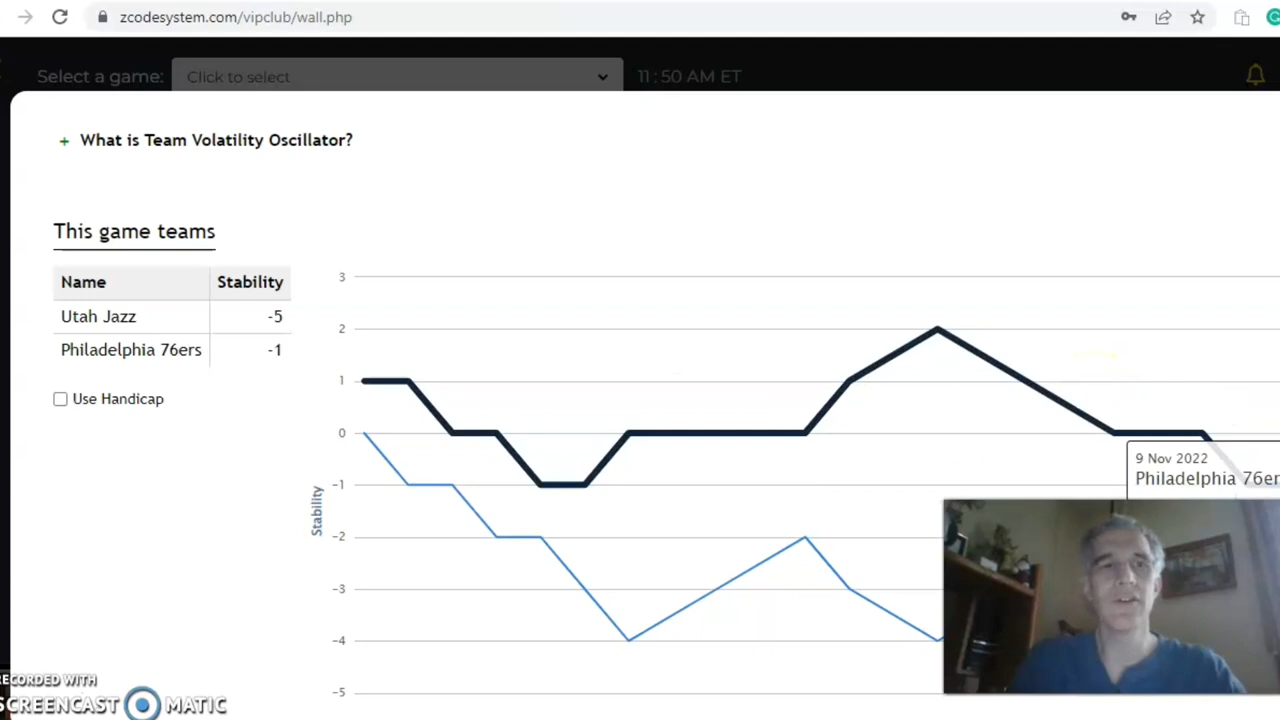 zcodesystem.com/vipclub/wall.php
Select a game: Click to select 11:50 AM ET
+ What is Team Volatility Oscillator?
This game teams
Name Stability
Utah Jazz -5
Philadelphia 76ers -1
Use Handicap
3
2
1
0
-1
-2
-3
-4
-5
Stability
9 Nov 2022
Philadelphia 76er
RECORDED WITH
SCREENCAST MATIC